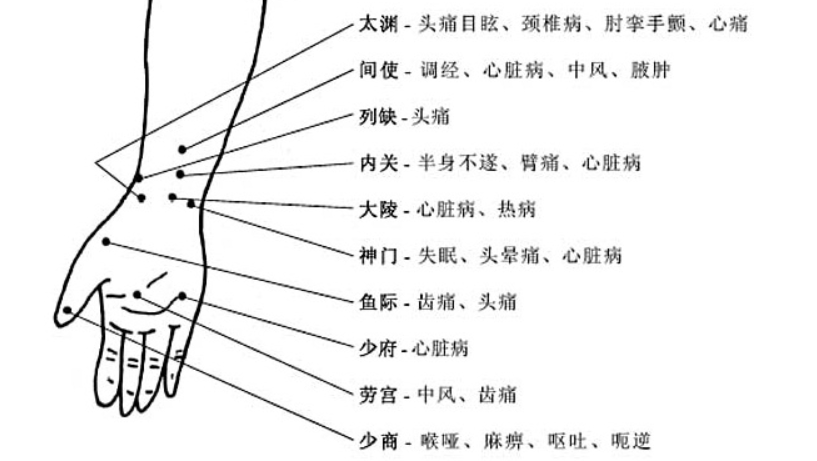 太渊 - 头痛目眩、颈椎病、肘挛手颤、心痛
间使 - 调经、心脏病、中风、腋肿
列缺 - 头痛
内关 - 半身不遂、臂痛、心脏病
大陵 - 心脏病、热病
神门 - 失眠、头晕痛、心脏病
鱼际 - 齿痛、头痛
少府 - 心脏病
劳宫 - 中风、齿痛
少商 - 喉哑、麻痹、呕吐、呃逆